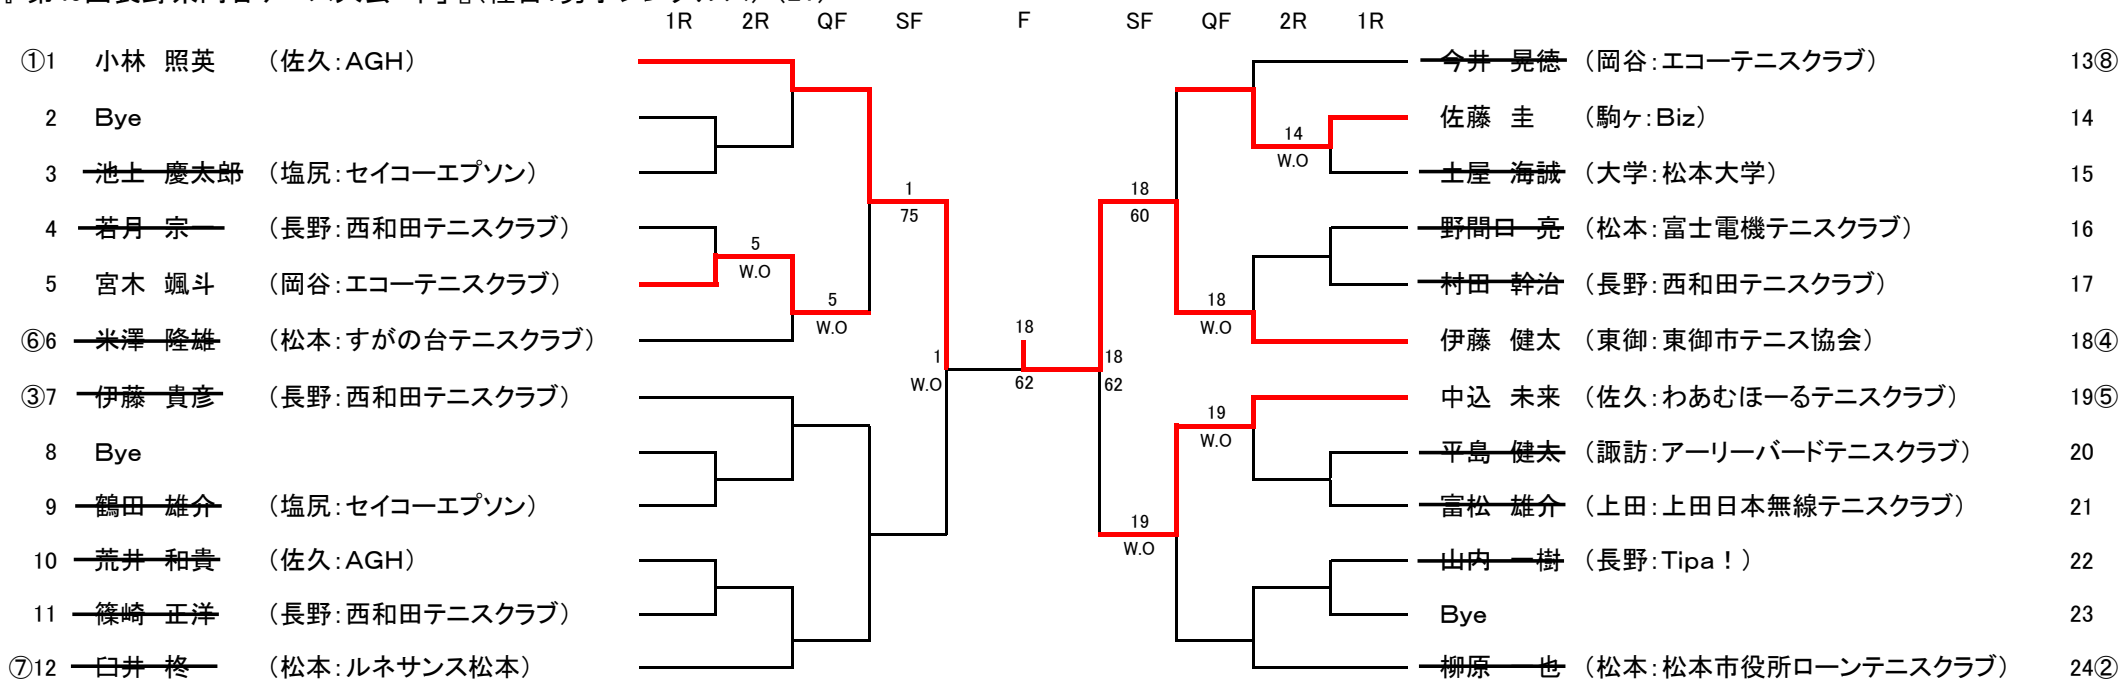 1R 2R QF SF F SF QF 2R 1R
①1 小林 照英 （佐久：AGH）
2 Bye
3 池上 慶太郎 （塩尻：セイコーエプソン）
4 若月 宗一 （長野：西和田テニスクラブ）
5 宮木 颯斗 （岡谷：エコーテニスクラブ）
⑥6 米澤 隆雄 （松本：すがの台テニスクラブ）
③7 伊藤 貴彦 （長野：西和田テニスクラブ）
8 Bye
9 鶴田 雄介 （塩尻：セイコーエプソン）
10 荒井 和貴 （佐久：AGH）
11 篠崎 正洋 （長野：西和田テニスクラブ）
⑦12 臼井 柊 （松本：ルネサンス松本）
5
W.O
5
W.O
1
75
1
W.O
18
62
18
62
18
60
19
W.O
18
W.O
19
W.O
14
W.O
今井 晃徳 （岡谷：エコーテニスクラブ） 13⑧
佐藤 圭 （駒ヶ：Biz） 14
土屋 海誠 （大学：松本大学） 15
野間口 亮 （松本：富士電機テニスクラブ） 16
村田 幹治 （長野：西和田テニスクラブ） 17
伊藤 健太 （東御：東御市テニス協会） 18④
中込 未来 （佐久：わあむほーるテニスクラブ） 19⑤
平島 健太 （諏訪：アーリーバードテニスクラブ） 20
富松 雄介 （上田：上田日本無線テニスクラブ） 21
山内 一樹 （長野：Tipa！） 22
Bye 23
柳原 一也 （松本：松本市役所ローンテニスクラブ） 24②